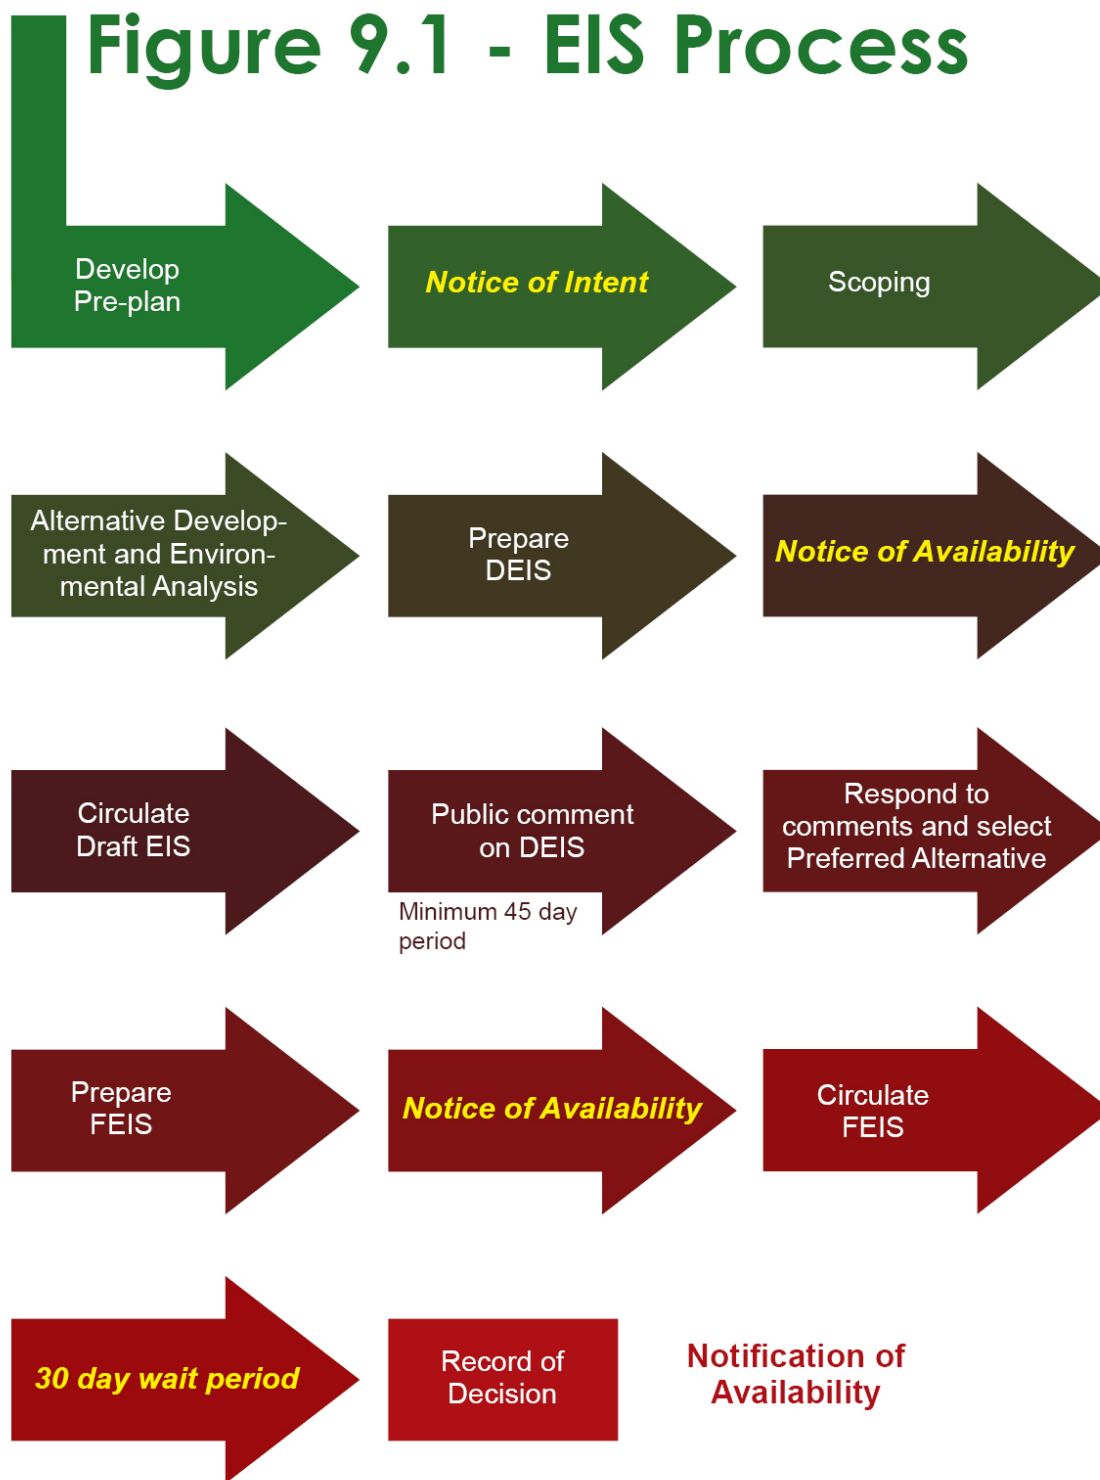 Figure 9.1 - EIS Process
Develop
Pre-plan
Notice of Intent
Scoping
Alternative Develop-
ment and Environ-
mental Analysis
Prepare
DEIS
Notice of Availability
Circulate
Draft EIS
Public comment
on DEIS
Minimum 45 day
period
Respond to
comments and select
Preferred Alternative
Prepare
FEIS
Notice of Availability
Circulate
FEIS
30 day wait period
Record of
Decision
Notification of
Availability